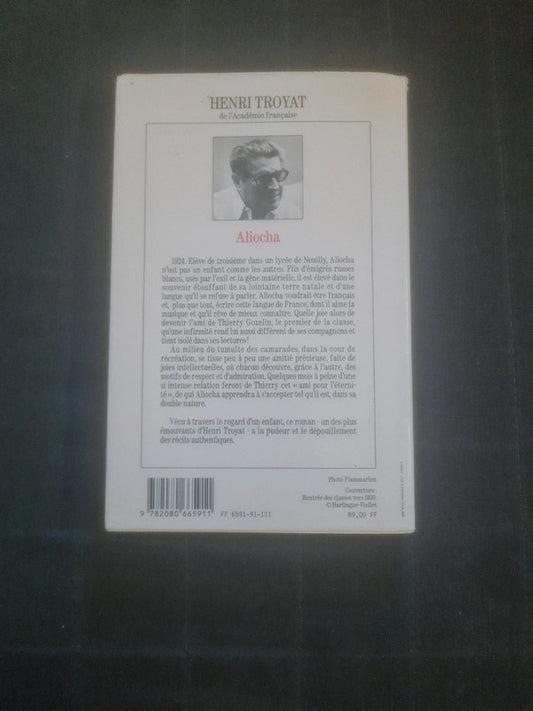 HENRI TROYAT
de l'Académie française
Aliocha
1924. Elève de troisième dans un lycée de Neuilly, Aliocha
n'est pas un enfant comme les autres. Fils d'émigrés russes
blancs, usés par l'exil et la gêne matérielle, il est élevé dans le
souvenir étouffant de sa lointaine terre natale et d'une
langue qu'il se refuse à parler. Aliocha voudrait être français
et, plus que tout, écrire cette langue de France, dont il aime la
musique et qu'il rêve de mieux connaître. Quelle joie alors de
devenir l'ami de Thierry Gozelin, le premier de la classe,
qu'une infirmité rend lui aussi différent de ses compagnons et
tient isolé dans ses lectures !
Au milieu du tumulte des camarades, dans la cour de
récréation, se tisse peu à peu une amitié précieuse, faite de
joies intellectuelles, où chacun découvre, grâce à l'autre, des
motifs de respect et d'admiration. Quelques mois à peine d'une
si intense relation feront de Thierry cet « ami pour l'éterni-
té », de qui Aliocha apprendra à s'accepter tel qu'il est, dans sa
double nature.
Vécu à travers le regard d'un enfant, ce roman - un des plus
émouvants d'Henri Troyat - a la pudeur et le dépouillement
des récits authentiques.
Photo Flammarion
Couverture :
Rentrée des classes vers 1930.
© Harlingue-Viollet
9 782080 665911
FF 6591-91-III
89,00 FF